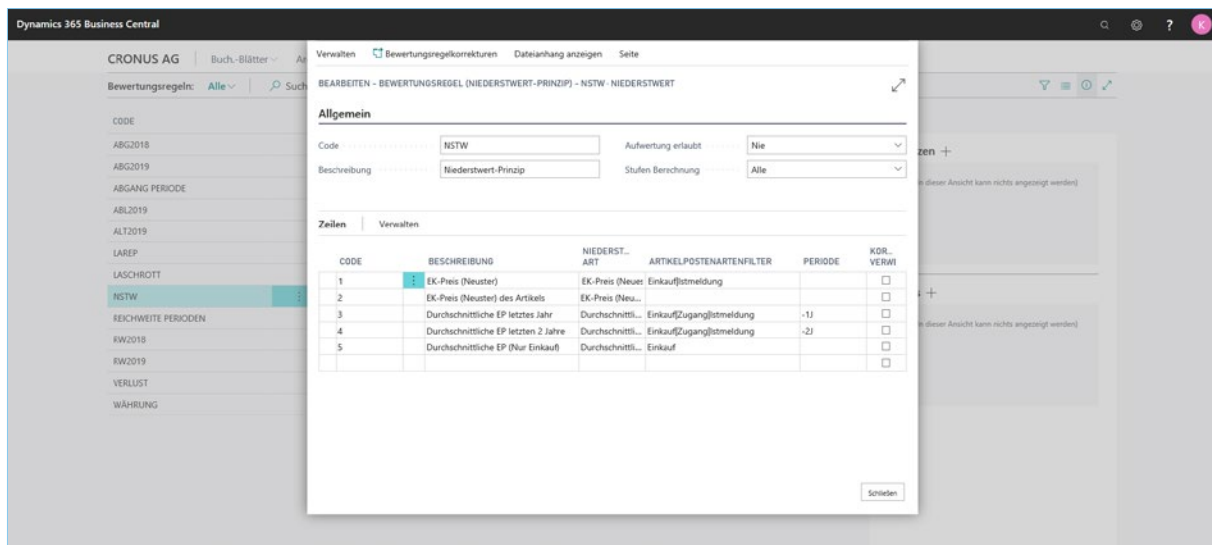 Dynamics 365 Business Central
?
K
CRONUS AG Buch.-Blätter
Bewertungsregeln: Alle Such
CODE
ABG2018
ABG2019
ABGANG PERIODE
ABL2019
ALT2019
LAREP
LASCHROTT
NSTW
REICHWEITE PERIODEN
RW2018
RW2019
VERLUST
WÄHRUNG
Verwalten Bewertungsregelkorrekturen Dateianhang anzeigen Seite
BEARBEITEN – BEWERTUNGSREGEL (NIEDERSTWERT-PRINZIP) - NSTW· NIEDERSTWERT
Allgemein
Code NSTW Aufwertung erlaubt Nie
Beschreibung Niederstwert-Prinzip Stufen Berechnung Alle
Zeilen Verwalten
CODE BESCHREIBUNG NIEDERST... ART ARTIKELPOSTENARTENFILTER PERIODE KOR... VERWI
1 EK-Preis (Neuster) EK-Preis (Neues Einkauf|Istmeldung
2 EK-Preis (Neuster) des Artikels EK-Preis (Neu...
3 Durchschnittliche EP letztes Jahr Durchschnittli... Einkauf|Zugang|Istmeldung -1J
4 Durchschnittliche EP letzten 2 Jahre Durchschnittli... Einkauf|Zugang|Istmeldung -2J
5 Durchschnittliche EP (Nur Einkauf) Durchschnittli... Einkauf
Schließen
zen
n dieser Ansicht kann nichts angezeigt werden)
s
n dieser Ansicht kann nichts angezeigt werden)